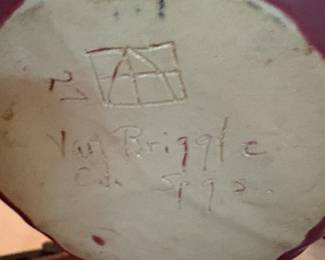 Van Briggle
Colo Spgs.